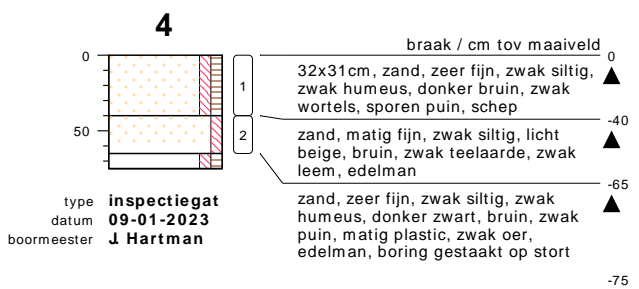 4
braak / cm tov maaiveld
0
0
32x31cm, zand, zeer fijn, zwak siltig,
zwak humeus, donker bruin, zwak
wortels, sporen puin, schep
1
-40
50
2
zand, matig fijn, zwak siltig, licht
beige, bruin, zwak teelaarde, zwak
leem, edelman
-65
zand, zeer fijn, zwak siltig, zwak
humeus, donker zwart, bruin, zwak
puin, matig plastic, zwak oer,
edelman, boring gestaakt op stort
-75
type inspectiegat
datum 09-01-2023
boormeester J. Hartman